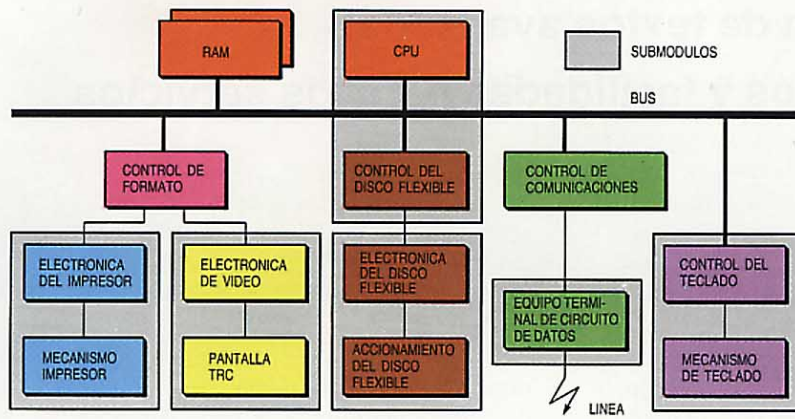 RAM
CPU
SUBMODULOS
BUS
CONTROL DE
FORMATO
CONTROL DEL
DISCO FLEXIBLE
CONTROL DE
COMUNICACIONES
ELECTRONICA
DEL IMPRESOR
ELECTRONICA
DE VIDEO
ELECTRONICA
DEL DISCO
FLEXIBLE
EQUIPO TERMI-
NAL DE CIRCUITO
DE DATOS
CONTROL DEL
TECLADO
MECANISMO
IMPRESOR
PANTALLA
TRC
ACCIONAMIENTO
DEL DISCO
FLEXIBLE
MECANISMO
DE TECLADO
LINEA